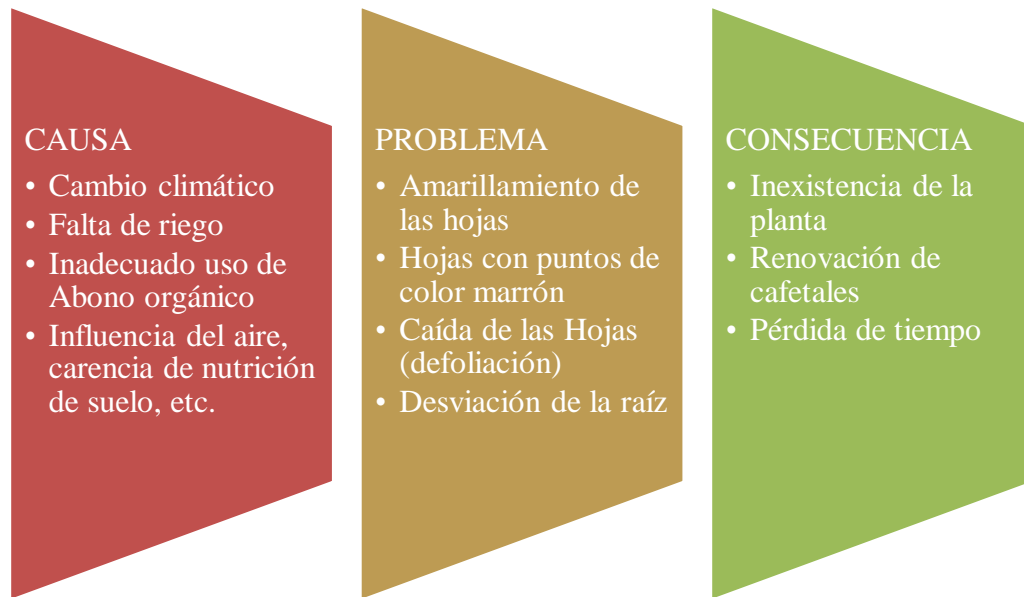 CAUSA
• Cambio climático
• Falta de riego
• Inadecuado uso de
Abono orgánico
• Influencia del aire,
carencia de nutrición
de suelo, etc.
PROBLEMA
• Amarillamiento de
las hojas
• Hojas con puntos de
color marrón
• Caída de las Hojas
(defoliación)
• Desviación de la raíz
CONSECUENCIA
• Inexistencia de la
planta
• Renovación de
cafetales
• Pérdida de tiempo